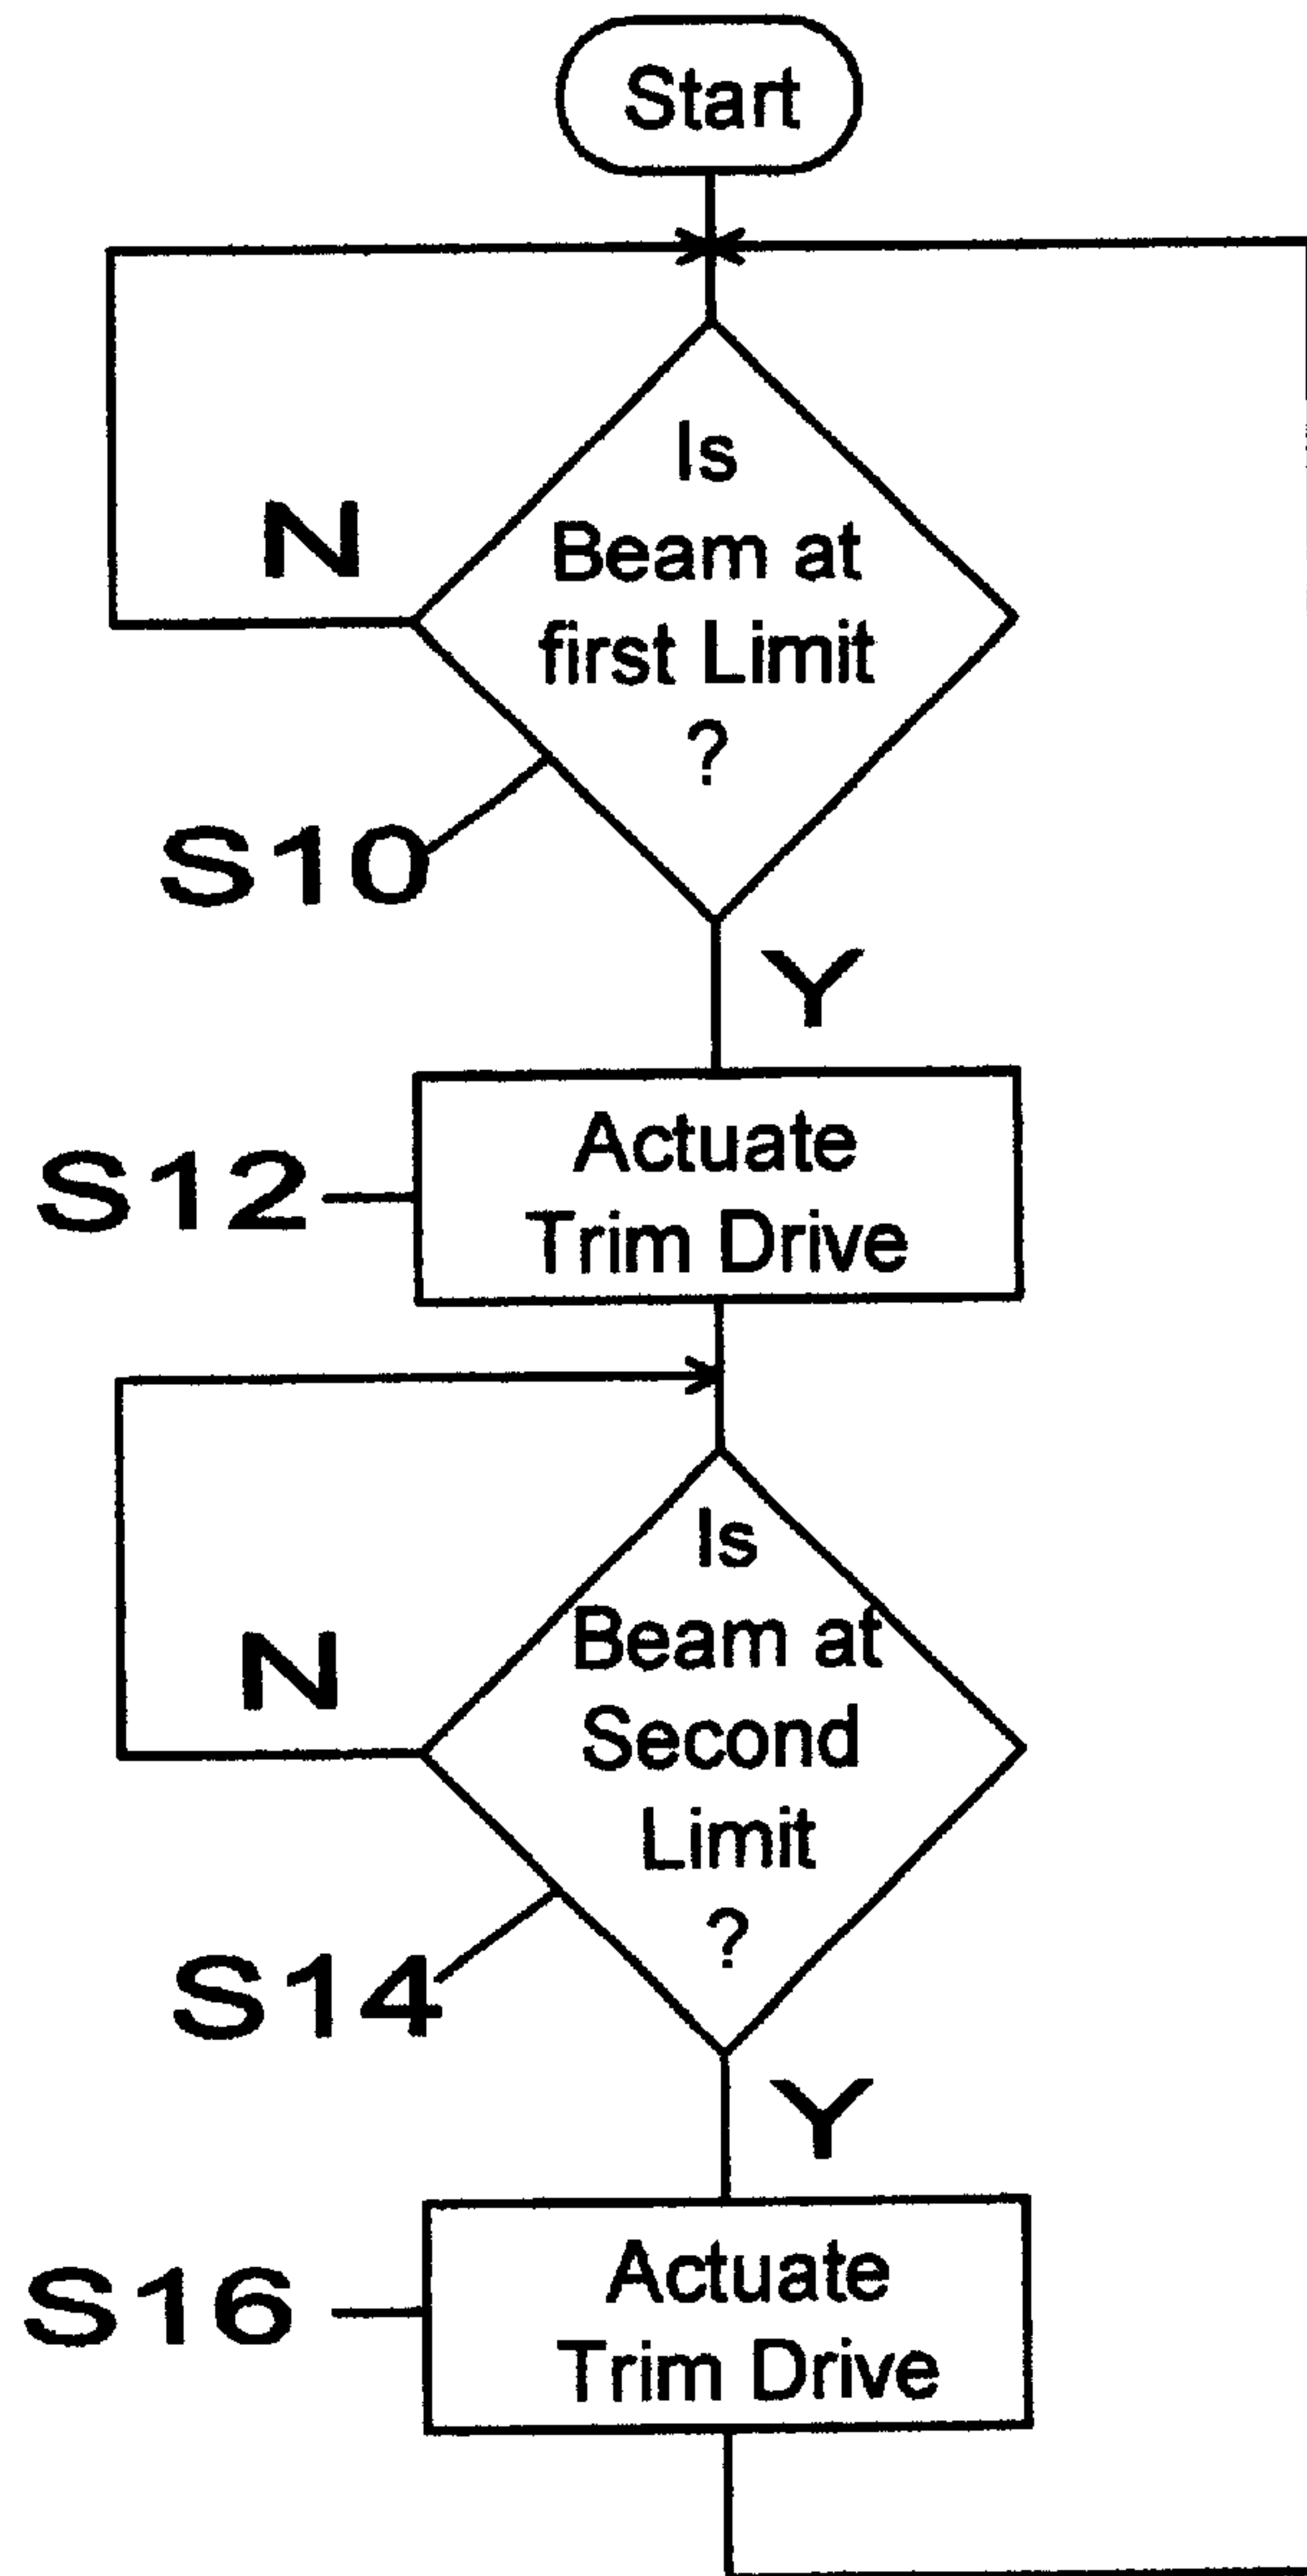 Start
Is
Beam at
first Limit
?
N
S10
Y
Actuate
Trim Drive
S12
Is
Beam at
Second
Limit
?
N
S14
Y
Actuate
Trim Drive
S16